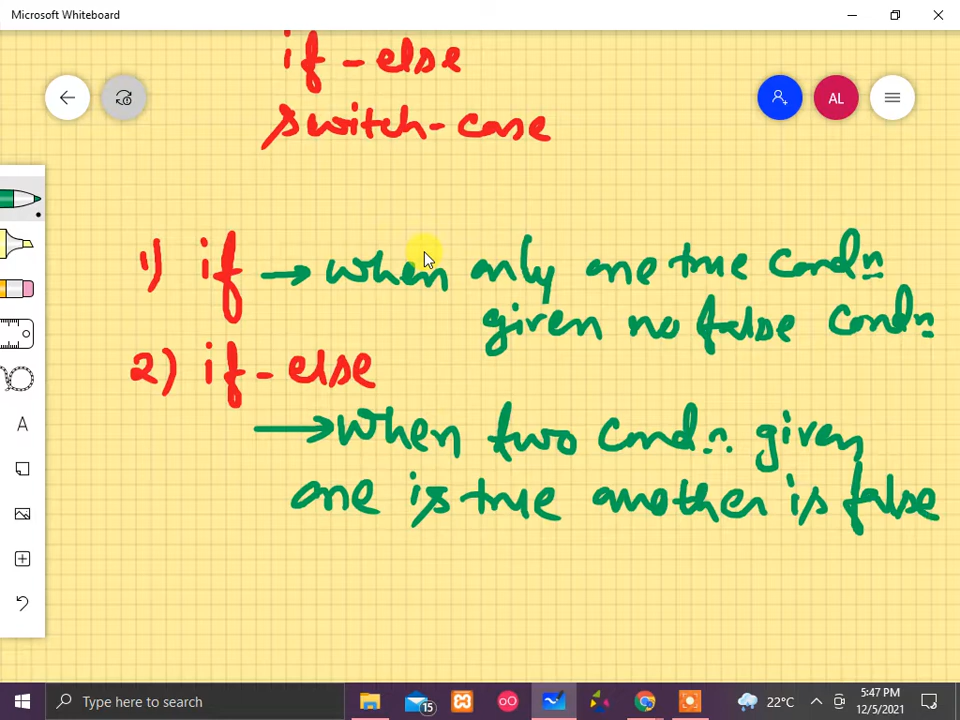 Microsoft Whiteboard
if - else
switch - case
AL
1) if → when only one true condn
given no false condn
2) if - else
→ when two condn given
one is true another is false
A
Type here to search
15
22°C
5:47 PM
12/5/2021